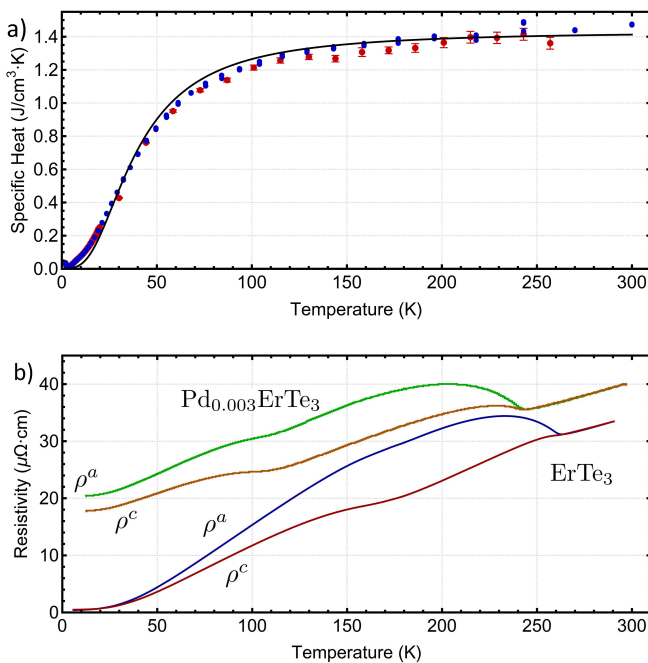 a)
1.4
1.2
1.0
0.8
0.6
0.4
0.2
0.0
Specific Heat (J/cm³·K)
0 50 100 150 200 250 300
Temperature (K)
b)
40
30
20
10
0
Resistivity (μΩ·cm)
Pd₀.₀₀₃ErTe₃
ErTe₃
ρᵃ
ρᶜ
ρᵃ
ρᶜ
0 50 100 150 200 250 300
Temperature (K)